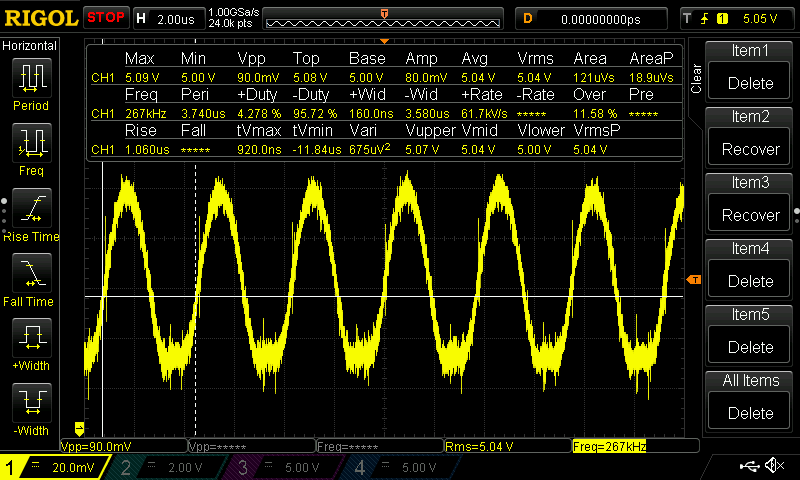 RIGOL STOP H 2.00us 1.00GSa/s 24.0k pts T D 0.00000000ps T 1 5.05 V
Horizontal
Period
Freq
Rise Time
Fall Time
+Width
-Width
Max Min Vpp Top Base Amp Avg Vrms Area AreaP
CH1 5.09 V 5.00 V 90.0mV 5.08 V 5.00 V 80.0mV 5.04 V 5.04 V 121uVs 18.9uVs
Freq Peri +Duty -Duty +Wid -Wid +Rate -Rate Over Pre
CH1 267kHz 3.740us 4.278 % 95.72 % 160.0ns 3.580us 61.7kV/s ***** 11.58 % *****
Rise Fall tVmax tVmin Vari Vupper Vmid Vlower VrmsP
CH1 1.060us ***** 920.0ns -11.84us 675uV² 5.07 V 5.04 V 5.00 V 5.04 V
T
Clear
Item1
Delete
Item2
Recover
Item3
Recover
Item4
Delete
Item5
Delete
All Items
Delete
Vpp=90.0mV Vpp=***** Freq=***** Rms=5.04 V Freq=267kHz
1 20.0mV 2 2.00 V 3 5.00 V 4 5.00 V